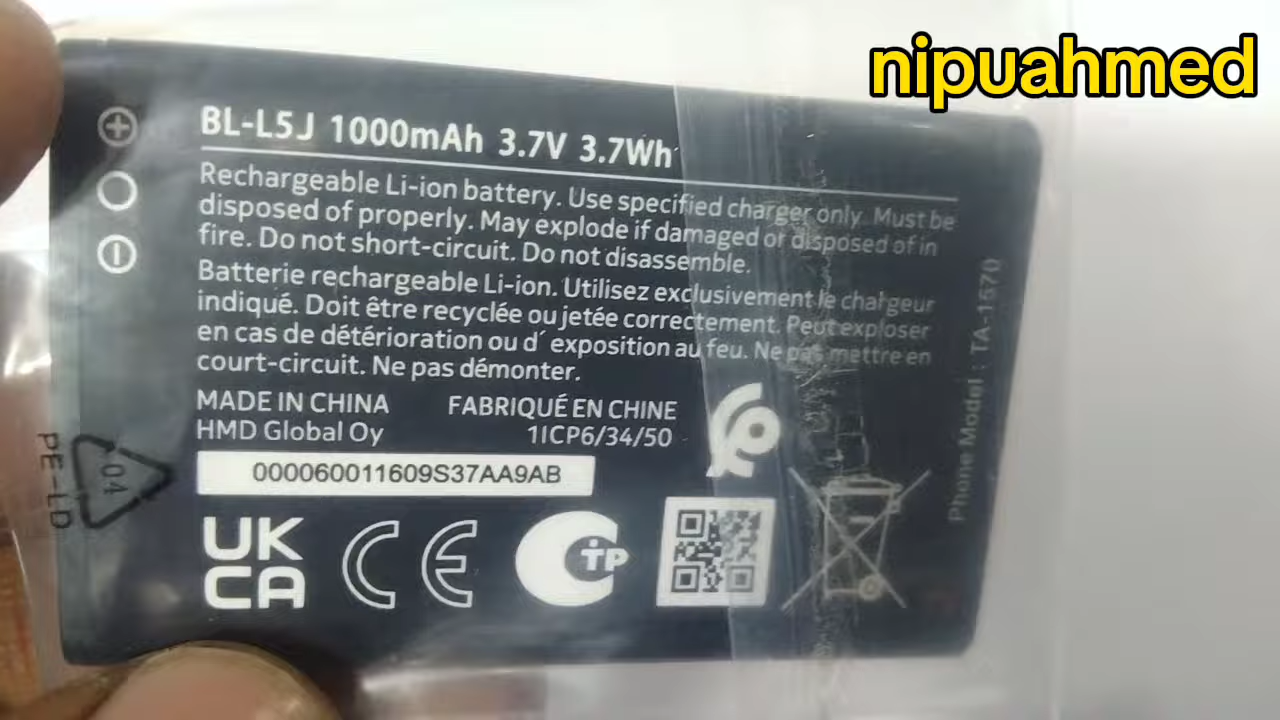 nipuahmed
BL-L5J 1000mAh 3.7V 3.7Wh
Rechargeable Li-ion battery. Use specified charger only. Must be
disposed of properly. May explode if damaged or disposed of in
fire. Do not short-circuit. Do not disassemble.
Batterie rechargeable Li-ion. Utilisez exclusivement le chargeur
indiqué. Doit être recyclée ou jetée correctement. Peut exploser
en cas de détérioration ou d´ exposition au feu. Ne pas mettre en
court-circuit. Ne pas démonter.
MADE IN CHINA FABRIQUÉ EN CHINE
HMD Global Oy 1ICP6/34/50
000060011609S37AA9AB
UK
CA
CE
TP
Phone Model : TA-1670
04
PE-LD